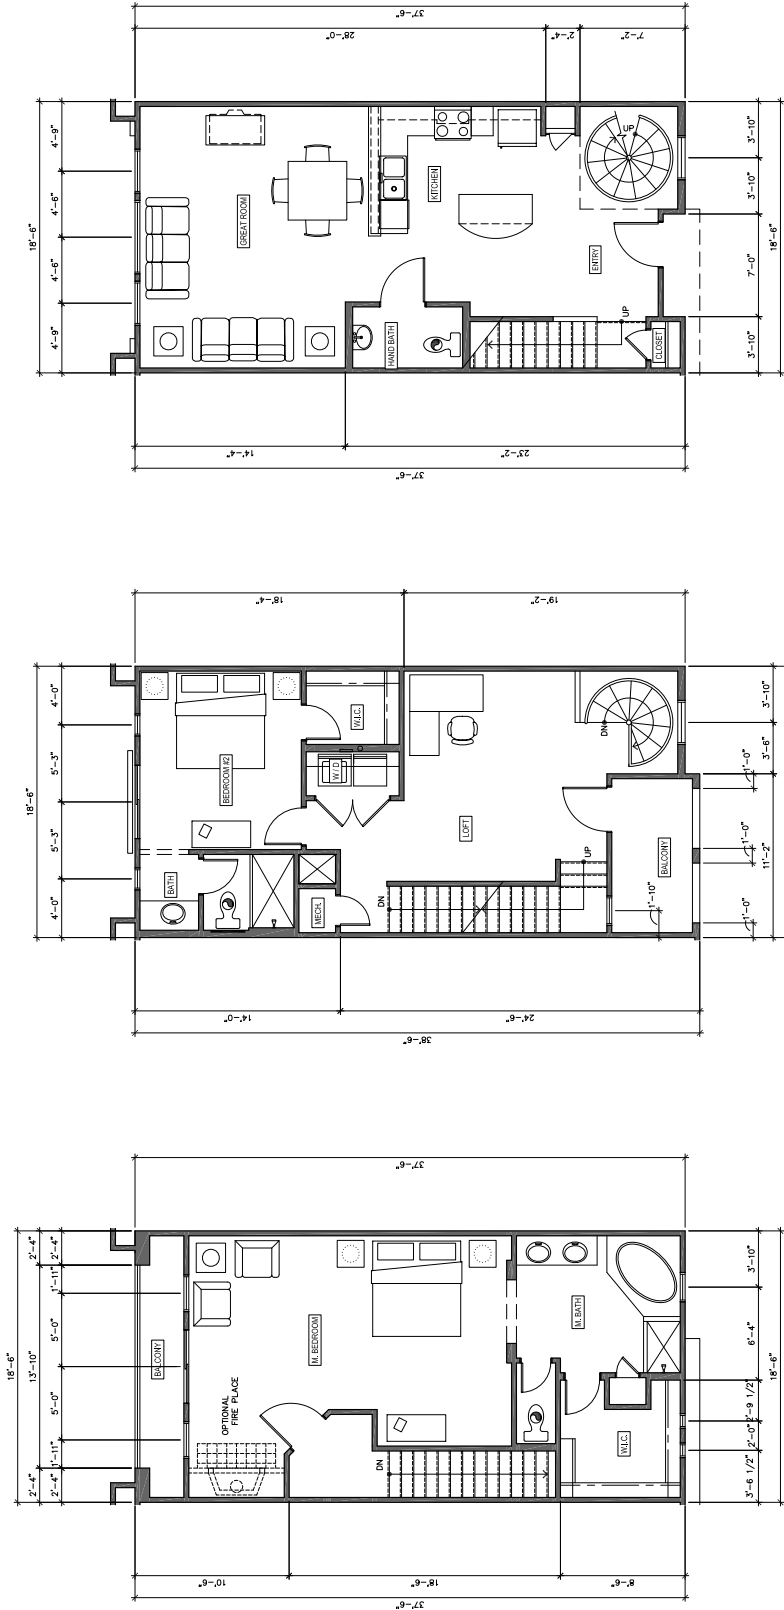 37'-6"
28'-0"
2'-4"
7'-2"
18'-6"
4'-9"
4'-6"
4'-6"
4'-9"
GREAT ROOM
KITCHEN
UP
ENTRY
HAND BATH
UP
CLOSET
3'-10"
3'-10"
7'-0"
3'-10"
18'-6"
14'-4"
23'-2"
37'-6"
18'-4"
19'-2"
18'-6"
4'-0"
5'-3"
5'-3"
4'-0"
BEDROOM #2
W.I.C.
W
D
DN
LOFT
BATH
MECH.
DN
UP
BALCONY
3'-10"
3'-6"
1'-0"
1'-0"
11'-2"
1'-10"
1'-0"
14'-0"
24'-6"
38'-6"
37'-6"
18'-6"
13'-10"
2'-4"
2'-4"
1'-11"
5'-0"
5'-0"
1'-11"
2'-4"
2'-4"
BALCONY
M. BEDROOM
M. BATH
OPTIONAL
FIRE PLACE
DN
W.I.C.
3'-10"
6'-4"
2'-9 1/2"
2'-0"
3'-6 1/2"
18'-6"
10'-6"
18'-6"
8'-6"
37'-6"